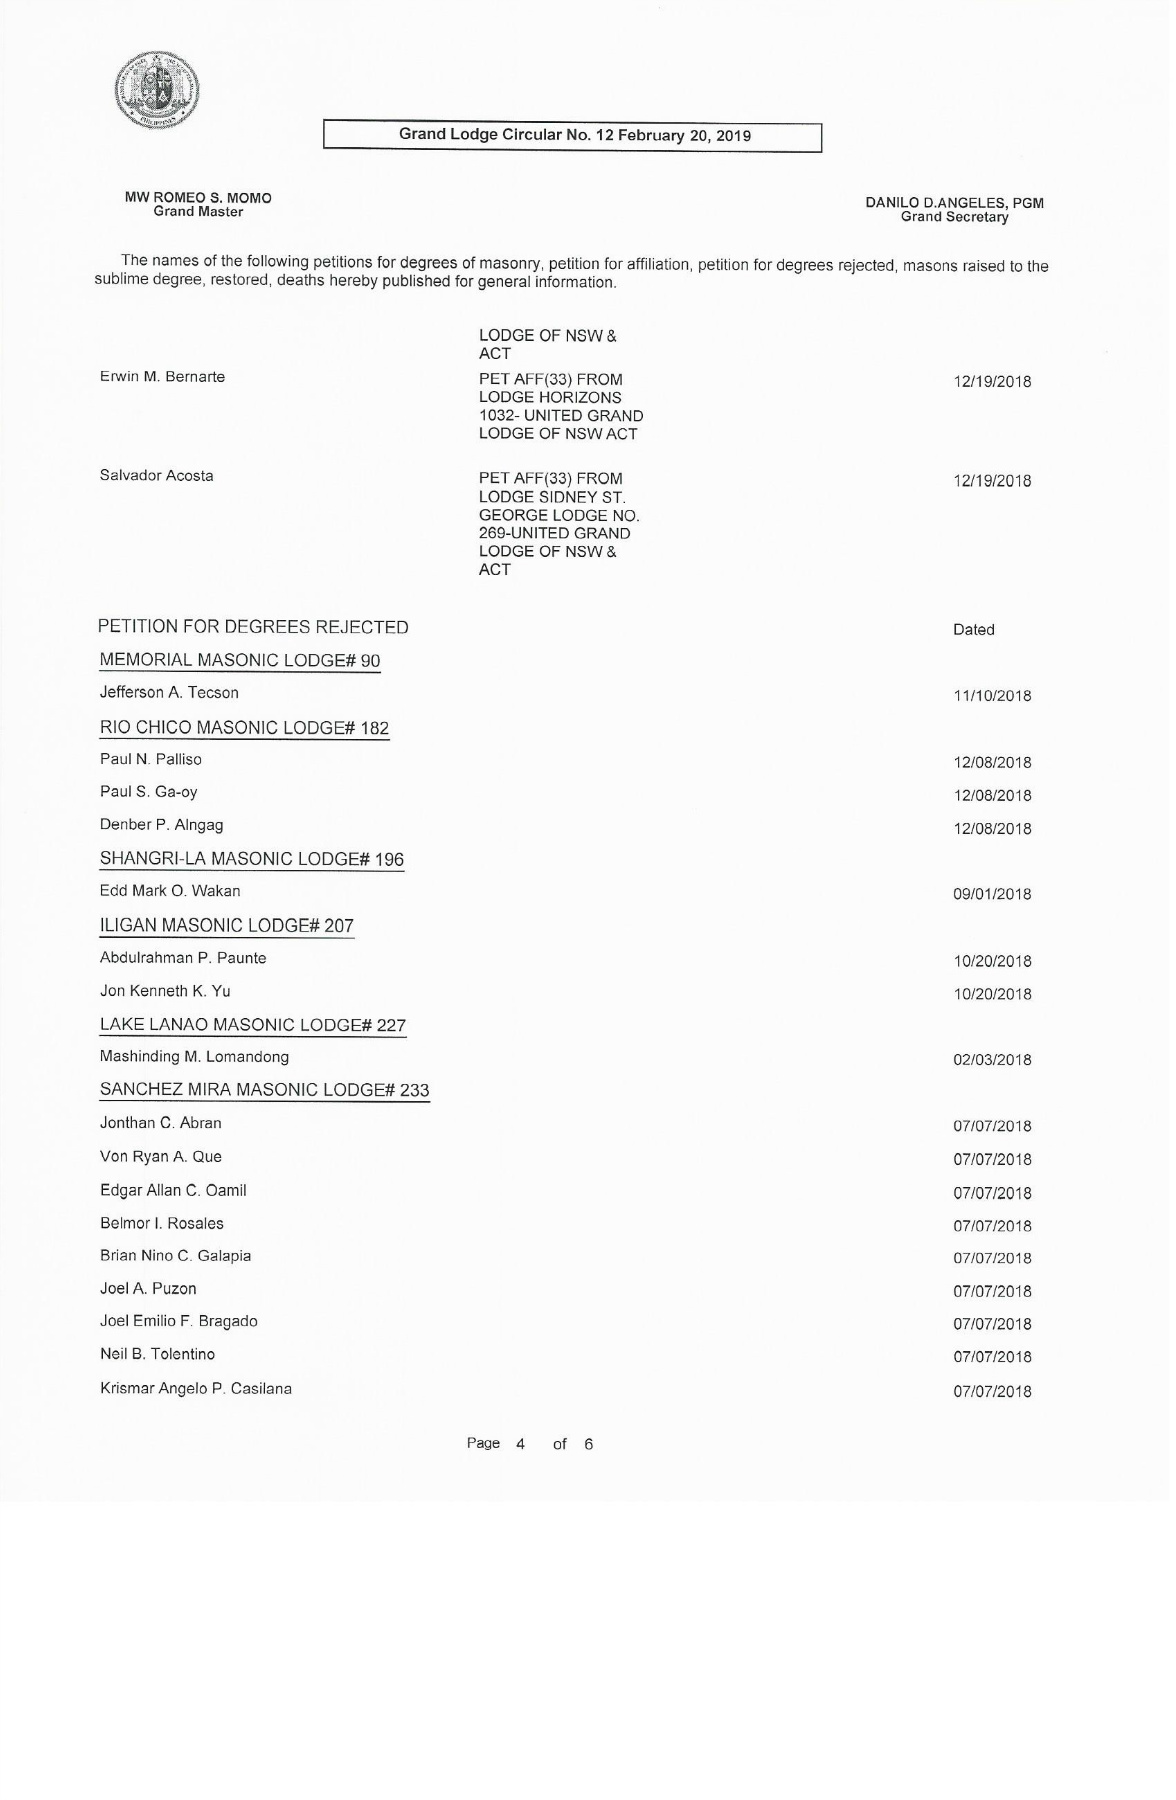 PHILIPPINES
Grand Lodge Circular No. 12 February 20, 2019
MW ROMEO S. MOMO
Grand Master
DANILO D.ANGELES, PGM
Grand Secretary
The names of the following petitions for degrees of masonry, petition for affiliation, petition for degrees rejected, masons raised to the
sublime degree, restored, deaths hereby published for general information.
LODGE OF NSW &
ACT
Erwin M. Bernarte PET AFF(33) FROM 12/19/2018
LODGE HORIZONS
1032- UNITED GRAND
LODGE OF NSW ACT
Salvador Acosta PET AFF(33) FROM 12/19/2018
LODGE SIDNEY ST.
GEORGE LODGE NO.
269-UNITED GRAND
LODGE OF NSW &
ACT
PETITION FOR DEGREES REJECTED Dated
MEMORIAL MASONIC LODGE# 90
Jefferson A. Tecson 11/10/2018
RIO CHICO MASONIC LODGE# 182
Paul N. Palliso 12/08/2018
Paul S. Ga-oy 12/08/2018
Denber P. Alngag 12/08/2018
SHANGRI-LA MASONIC LODGE# 196
Edd Mark O. Wakan 09/01/2018
ILIGAN MASONIC LODGE# 207
Abdulrahman P. Paunte 10/20/2018
Jon Kenneth K. Yu 10/20/2018
LAKE LANAO MASONIC LODGE# 227
Mashinding M. Lomandong 02/03/2018
SANCHEZ MIRA MASONIC LODGE# 233
Jonthan C. Abran 07/07/2018
Von Ryan A. Que 07/07/2018
Edgar Allan C. Oamil 07/07/2018
Belmor I. Rosales 07/07/2018
Brian Nino C. Galapia 07/07/2018
Joel A. Puzon 07/07/2018
Joel Emilio F. Bragado 07/07/2018
Neil B. Tolentino 07/07/2018
Krismar Angelo P. Casilana 07/07/2018
Page 4 of 6